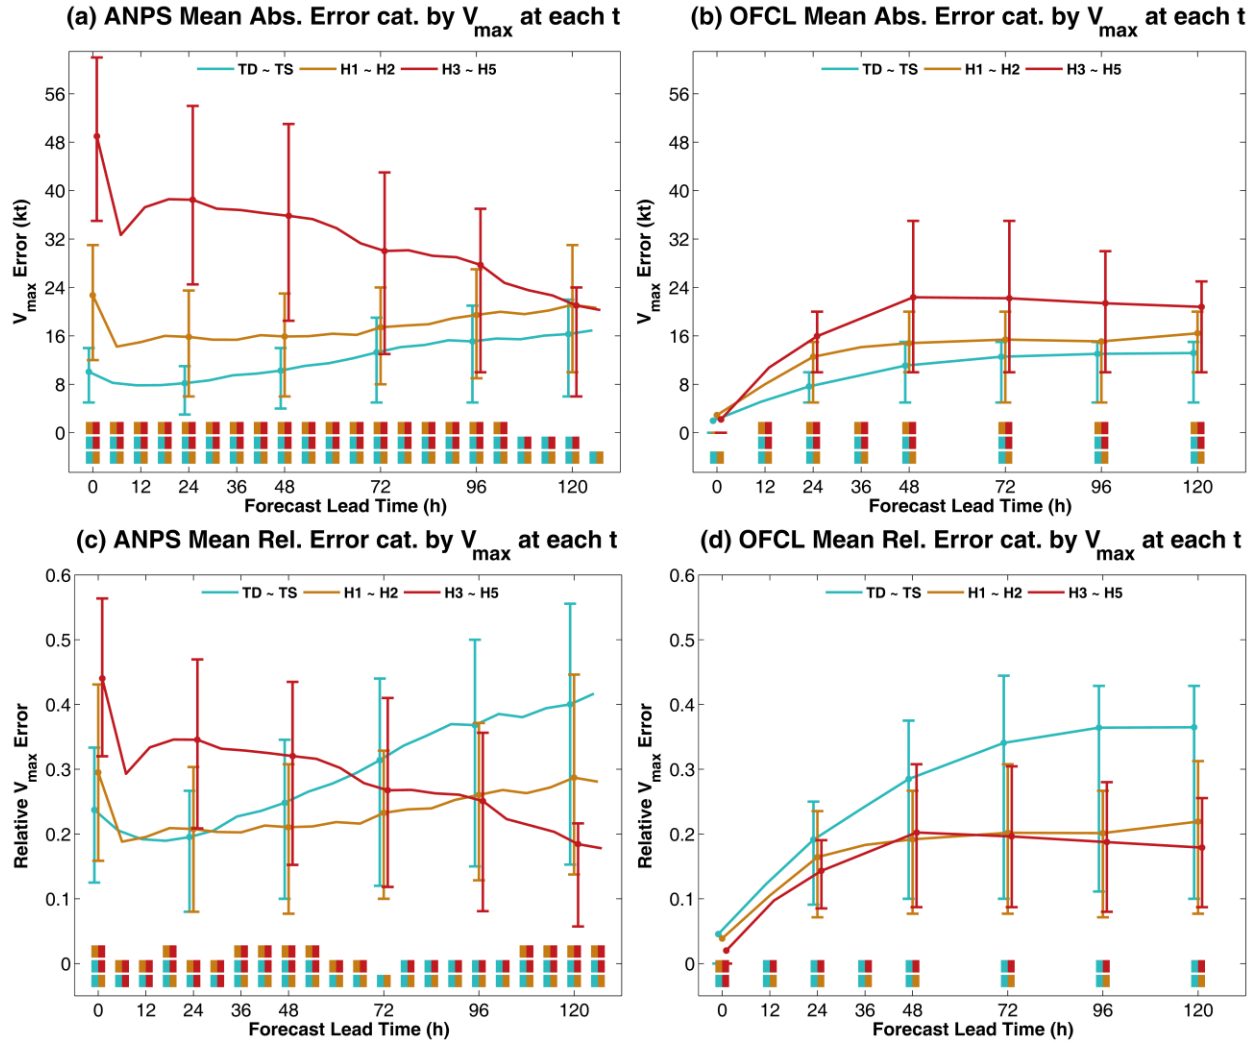 (a) ANPS Mean Abs. Error cat. by Vmax at each t
TD ~ TS H1 ~ H2 H3 ~ H5
56
48
40
32
24
16
8
0
Vmax Error (kt)
0 12 24 36 48 72 96 120
Forecast Lead Time (h)
(b) OFCL Mean Abs. Error cat. by Vmax at each t
TD ~ TS H1 ~ H2 H3 ~ H5
56
48
40
32
24
16
8
0
Vmax Error (kt)
0 12 24 36 48 72 96 120
Forecast Lead Time (h)
(c) ANPS Mean Rel. Error cat. by Vmax at each t
TD ~ TS H1 ~ H2 H3 ~ H5
0.6
0.5
0.4
0.3
0.2
0.1
0
Relative Vmax Error
0 12 24 36 48 72 96 120
Forecast Lead Time (h)
(d) OFCL Mean Rel. Error cat. by Vmax at each t
TD ~ TS H1 ~ H2 H3 ~ H5
0.6
0.5
0.4
0.3
0.2
0.1
0
Relative Vmax Error
0 12 24 36 48 72 96 120
Forecast Lead Time (h)